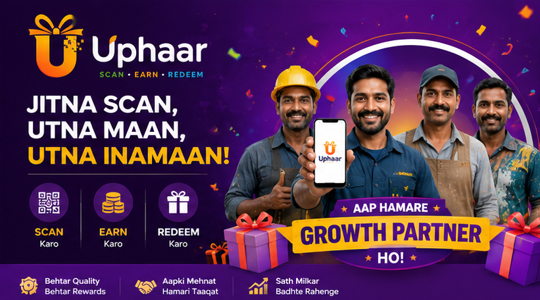 Uphaar
SCAN • EARN • REDEEM
JITNA SCAN,
UTNA MAAN,
UTNA INAMAAN!
SCAN
Karo
EARN
Karo
REDEEM
Karo
Uphaar
AAP HAMARE
GROWTH PARTNER
HO!
Behtar Quality
Behtar Rewards
Aapki Mehnat
Hamari Taaqat
Sath Milkar
Badhte Rahenge